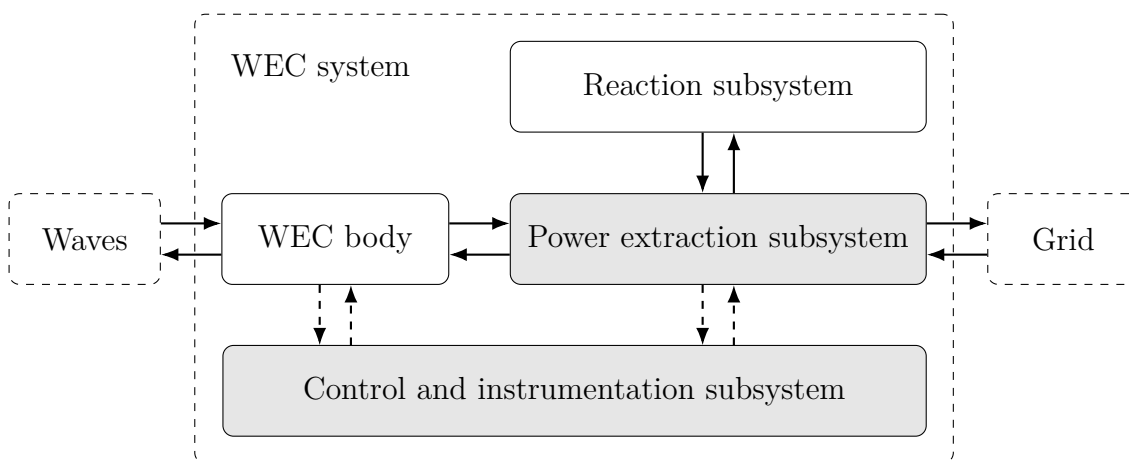 WEC system
Reaction subsystem
Waves
WEC body
Power extraction subsystem
Grid
Control and instrumentation subsystem